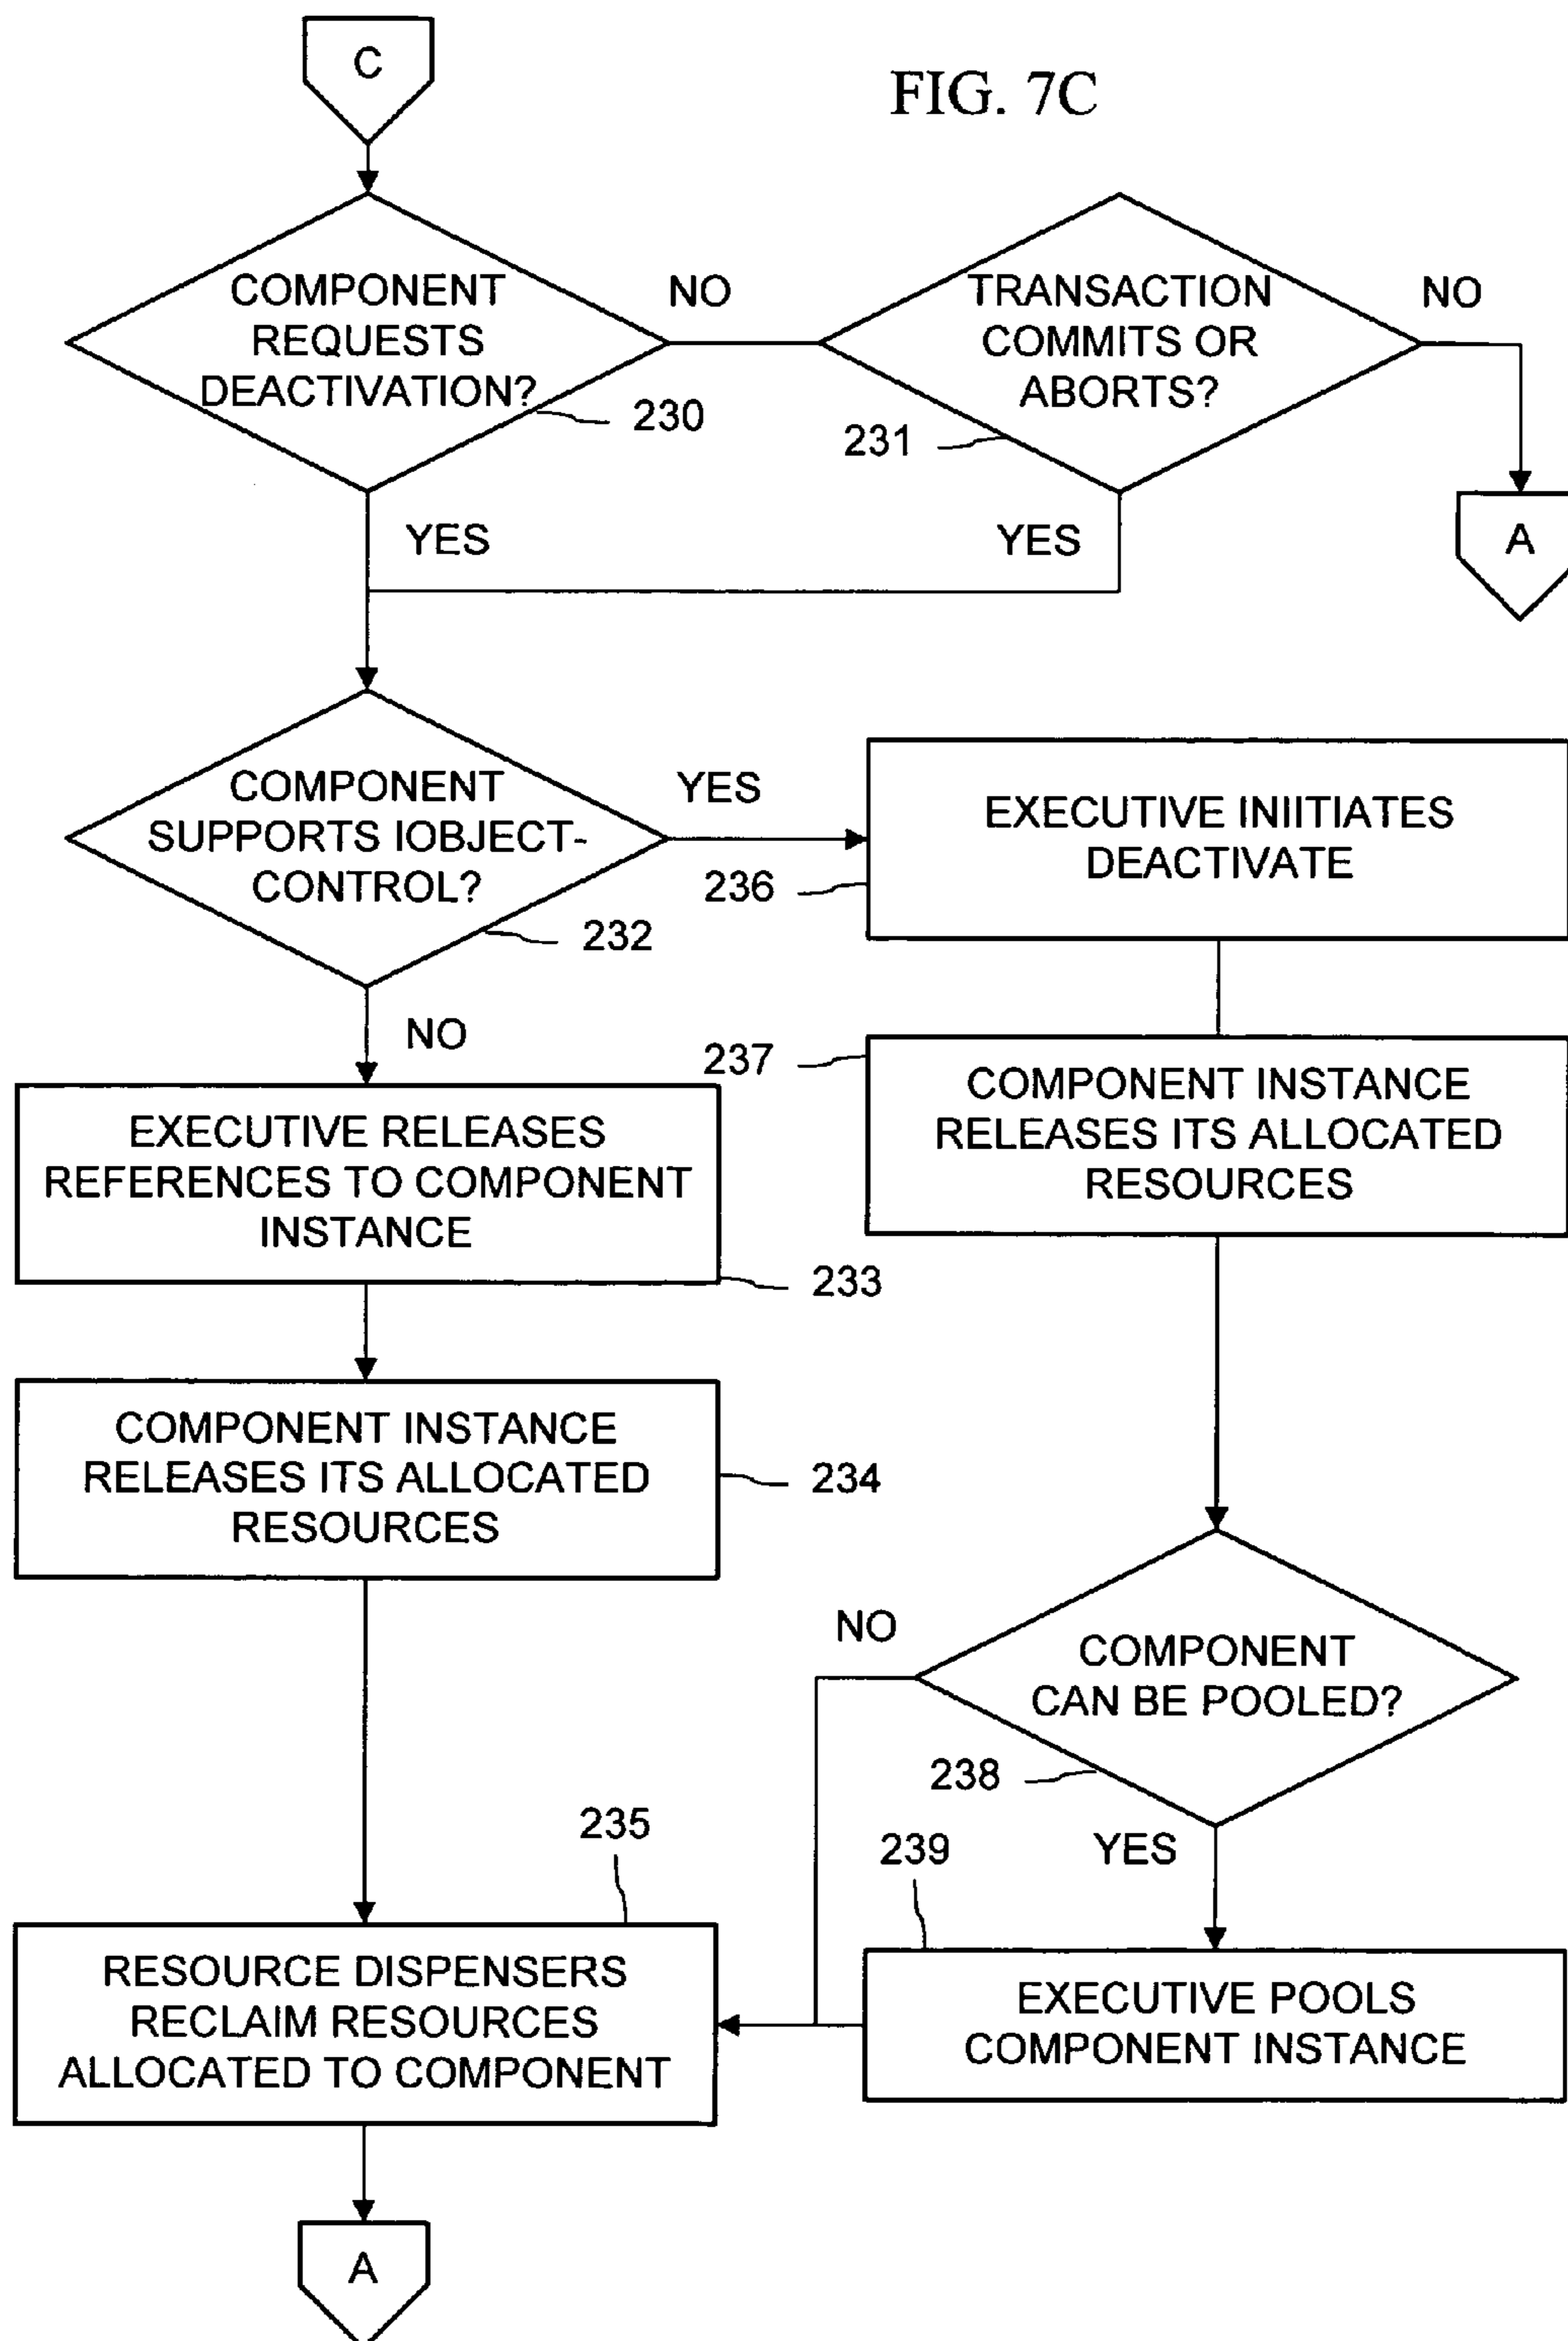 C
FIG. 7C
COMPONENT
REQUESTS
DEACTIVATION?
230
NO
TRANSACTION
COMMITS OR
ABORTS?
231
NO
YES
YES
A
COMPONENT
SUPPORTS IOBJECT-
CONTROL?
232
YES
EXECUTIVE INIITIATES
DEACTIVATE
236
NO
237
COMPONENT INSTANCE
RELEASES ITS ALLOCATED
RESOURCES
EXECUTIVE RELEASES
REFERENCES TO COMPONENT
INSTANCE
233
COMPONENT INSTANCE
RELEASES ITS ALLOCATED
RESOURCES
234
NO
COMPONENT
CAN BE POOLED?
238
YES
235
239
RESOURCE DISPENSERS
RECLAIM RESOURCES
ALLOCATED TO COMPONENT
EXECUTIVE POOLS
COMPONENT INSTANCE
A